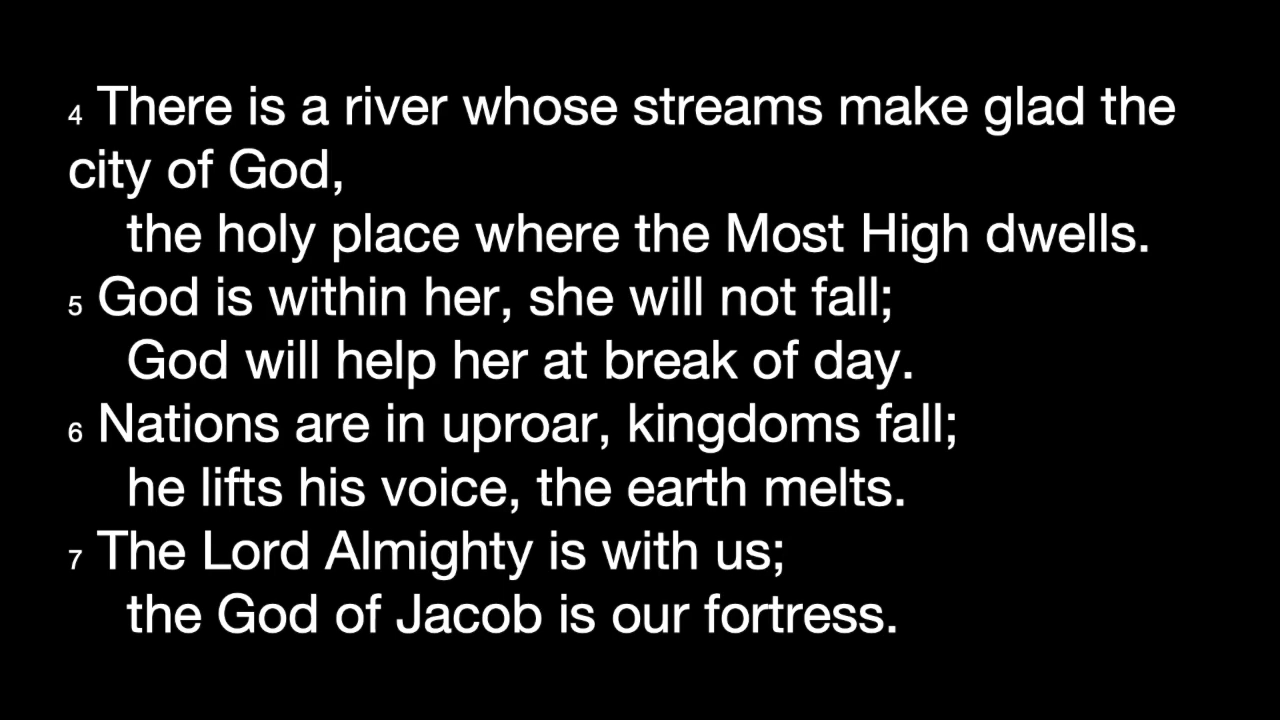 4 There is a river whose streams make glad the
city of God,
the holy place where the Most High dwells.
5 God is within her, she will not fall;
God will help her at break of day.
6 Nations are in uproar, kingdoms fall;
he lifts his voice, the earth melts.
7 The Lord Almighty is with us;
the God of Jacob is our fortress.